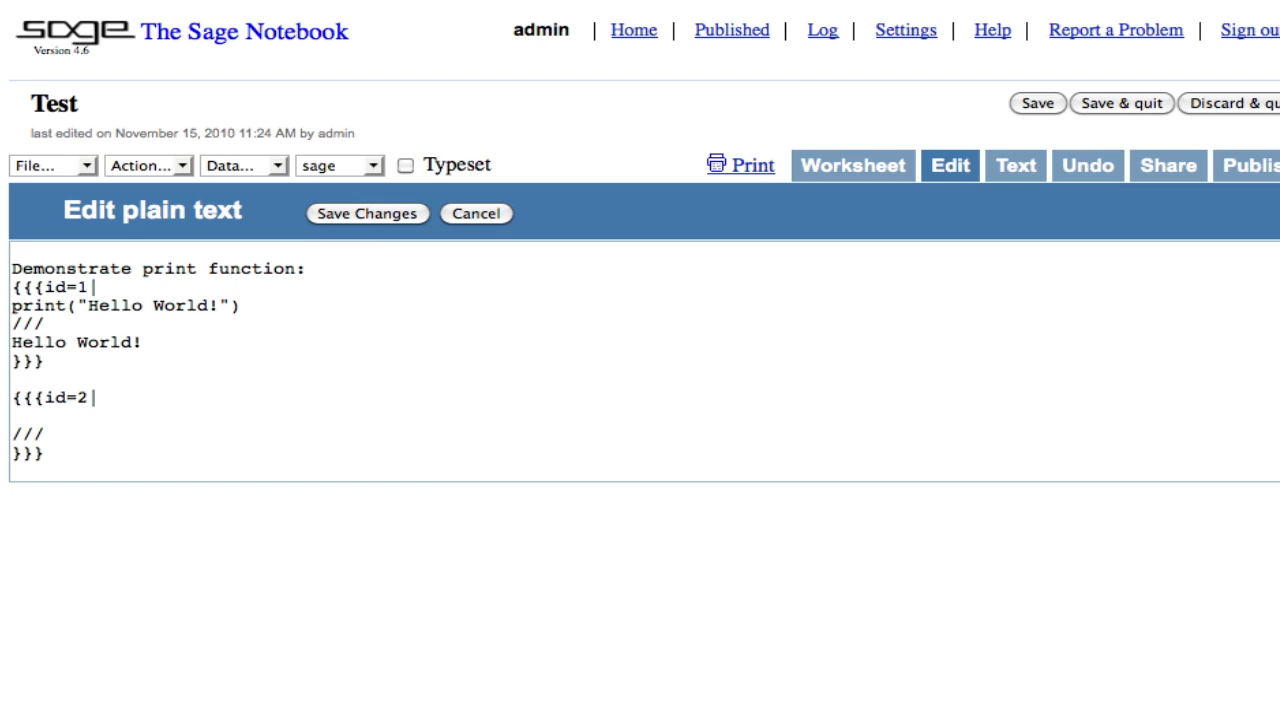 sage The Sage Notebook
Version 4.6
admin | Home | Published | Log | Settings | Help | Report a Problem | Sign ou
Test
Save Save & quit Discard & qu
last edited on November 15, 2010 11:24 AM by admin
File... Action... Data... sage Typeset Print Worksheet Edit Text Undo Share Publis
Edit plain text Save Changes Cancel
Demonstrate print function:
{{{id=1|
print("Hello World!")
///
Hello World!
}}}
{{{id=2|
///
}}}